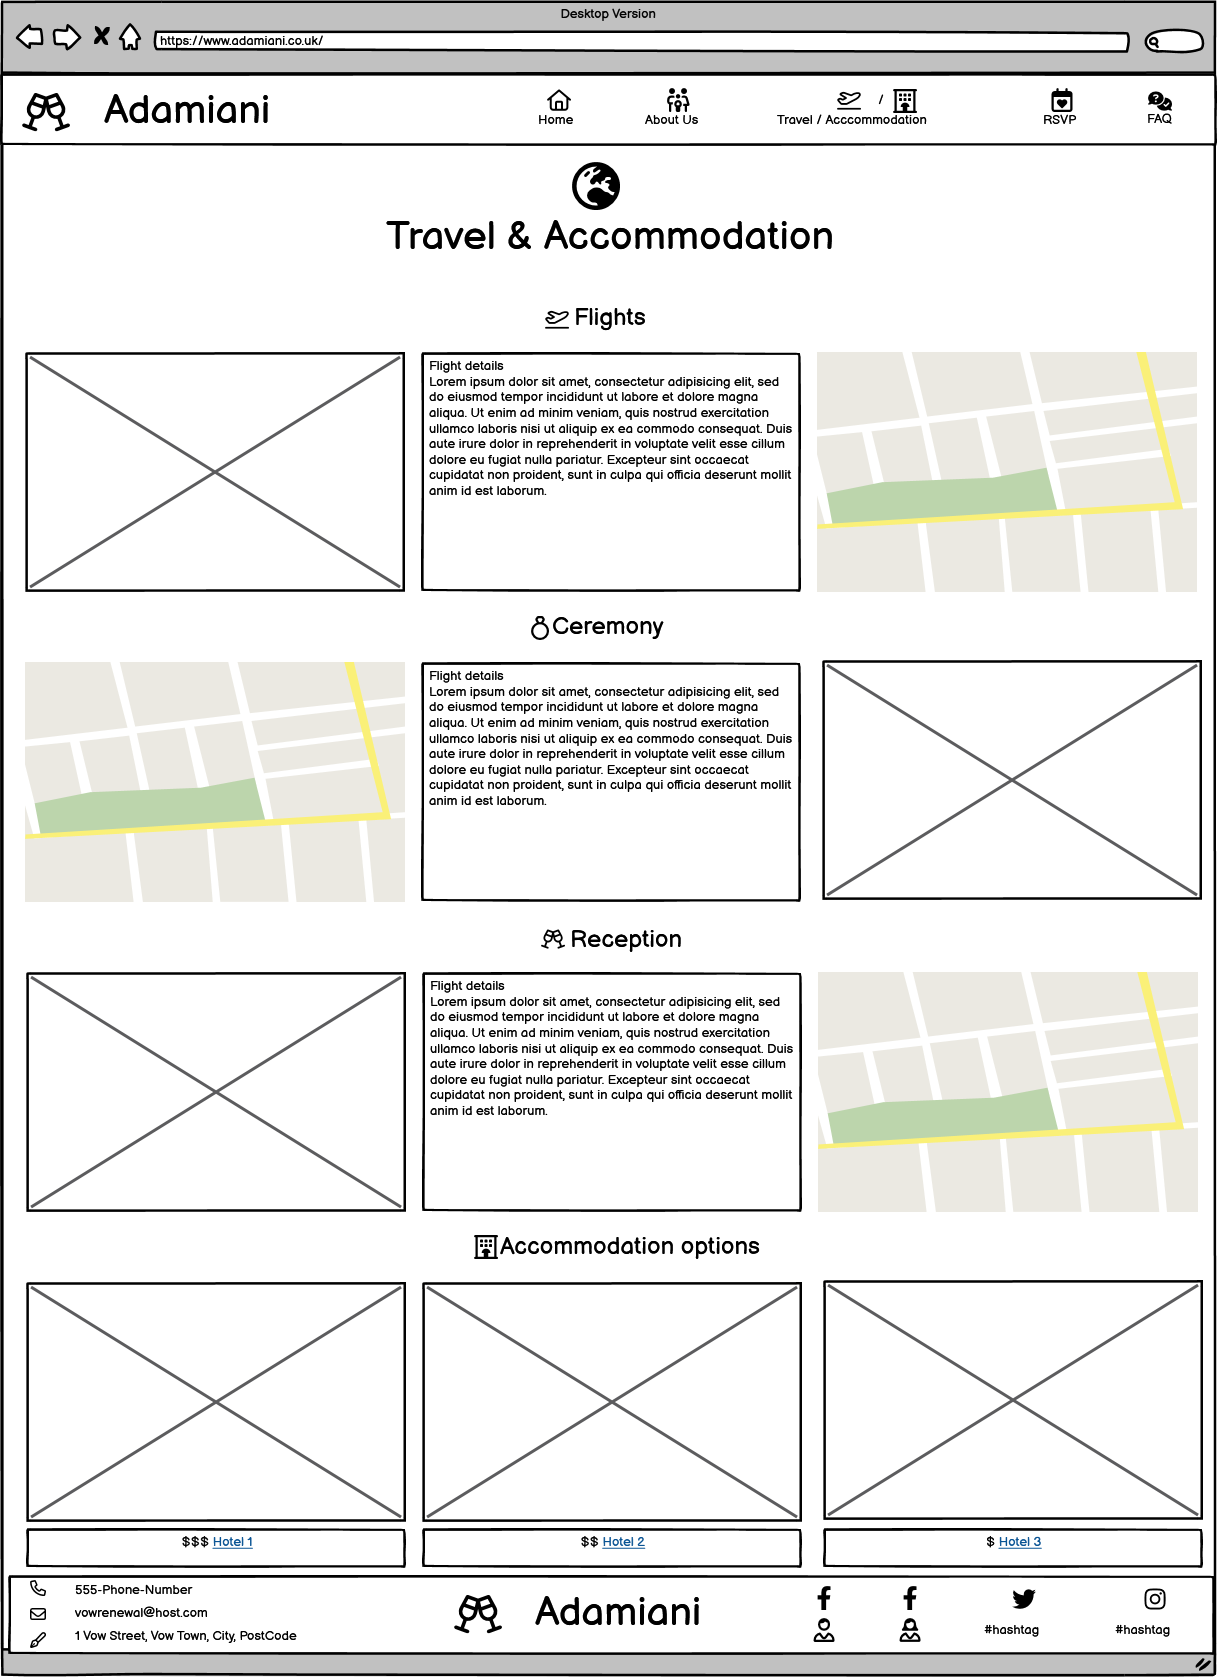 Desktop Version
https://www.adamiani.co.uk/
Adamiani
Home
About Us
/
Travel / Acccommodation
RSVP
FAQ
Travel & Accommodation
Flights
Flight details
Lorem ipsum dolor sit amet, consectetur adipisicing elit, sed
do eiusmod tempor incididunt ut labore et dolore magna
aliqua. Ut enim ad minim veniam, quis nostrud exercitation
ullamco laboris nisi ut aliquip ex ea commodo consequat. Duis
aute irure dolor in reprehenderit in voluptate velit esse cillum
dolore eu fugiat nulla pariatur. Excepteur sint occaecat
cupidatat non proident, sunt in culpa qui officia deserunt mollit
anim id est laborum.
Ceremony
Flight details
Lorem ipsum dolor sit amet, consectetur adipisicing elit, sed
do eiusmod tempor incididunt ut labore et dolore magna
aliqua. Ut enim ad minim veniam, quis nostrud exercitation
ullamco laboris nisi ut aliquip ex ea commodo consequat. Duis
aute irure dolor in reprehenderit in voluptate velit esse cillum
dolore eu fugiat nulla pariatur. Excepteur sint occaecat
cupidatat non proident, sunt in culpa qui officia deserunt mollit
anim id est laborum.
Reception
Flight details
Lorem ipsum dolor sit amet, consectetur adipisicing elit, sed
do eiusmod tempor incididunt ut labore et dolore magna
aliqua. Ut enim ad minim veniam, quis nostrud exercitation
ullamco laboris nisi ut aliquip ex ea commodo consequat. Duis
aute irure dolor in reprehenderit in voluptate velit esse cillum
dolore eu fugiat nulla pariatur. Excepteur sint occaecat
cupidatat non proident, sunt in culpa qui officia deserunt mollit
anim id est laborum.
Accommodation options
$$$ Hotel 1
$$ Hotel 2
$ Hotel 3
555-Phone-Number
vowrenewal@host.com
1 Vow Street, Vow Town, City, PostCode
Adamiani
#hashtag
#hashtag